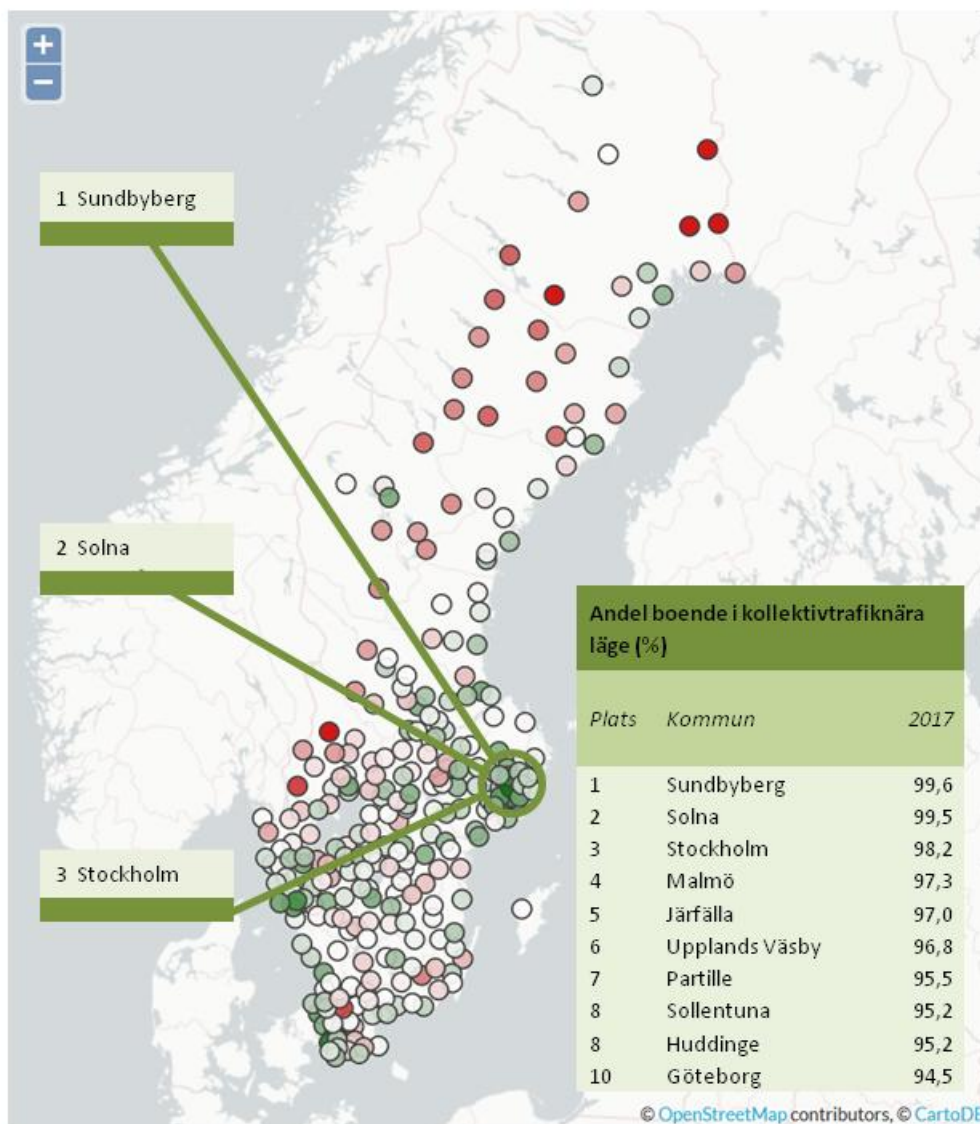 +
−
1 Sundbyberg
2 Solna
3 Stockholm
Andel boende i kollektivtrafiknära
läge (%)
Plats Kommun 2017
1 Sundbyberg 99,6
2 Solna 99,5
3 Stockholm 98,2
4 Malmö 97,3
5 Järfälla 97,0
6 Upplands Väsby 96,8
7 Partille 95,5
8 Sollentuna 95,2
8 Huddinge 95,2
10 Göteborg 94,5
© OpenStreetMap contributors, © CartoDB